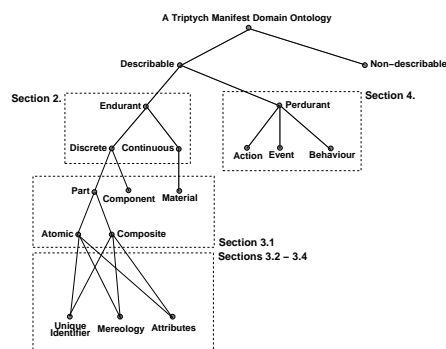 A Triptych Manifest Domain Ontology
Describable
Non-describable
Section 2.
Endurant
Perdurant
Section 4.
Discrete
Continuous
Action
Event
Behaviour
Part
Component
Material
Atomic
Composite
Section 3.1
Sections 3.2 – 3.4
Unique
Identifier
Mereology
Attributes